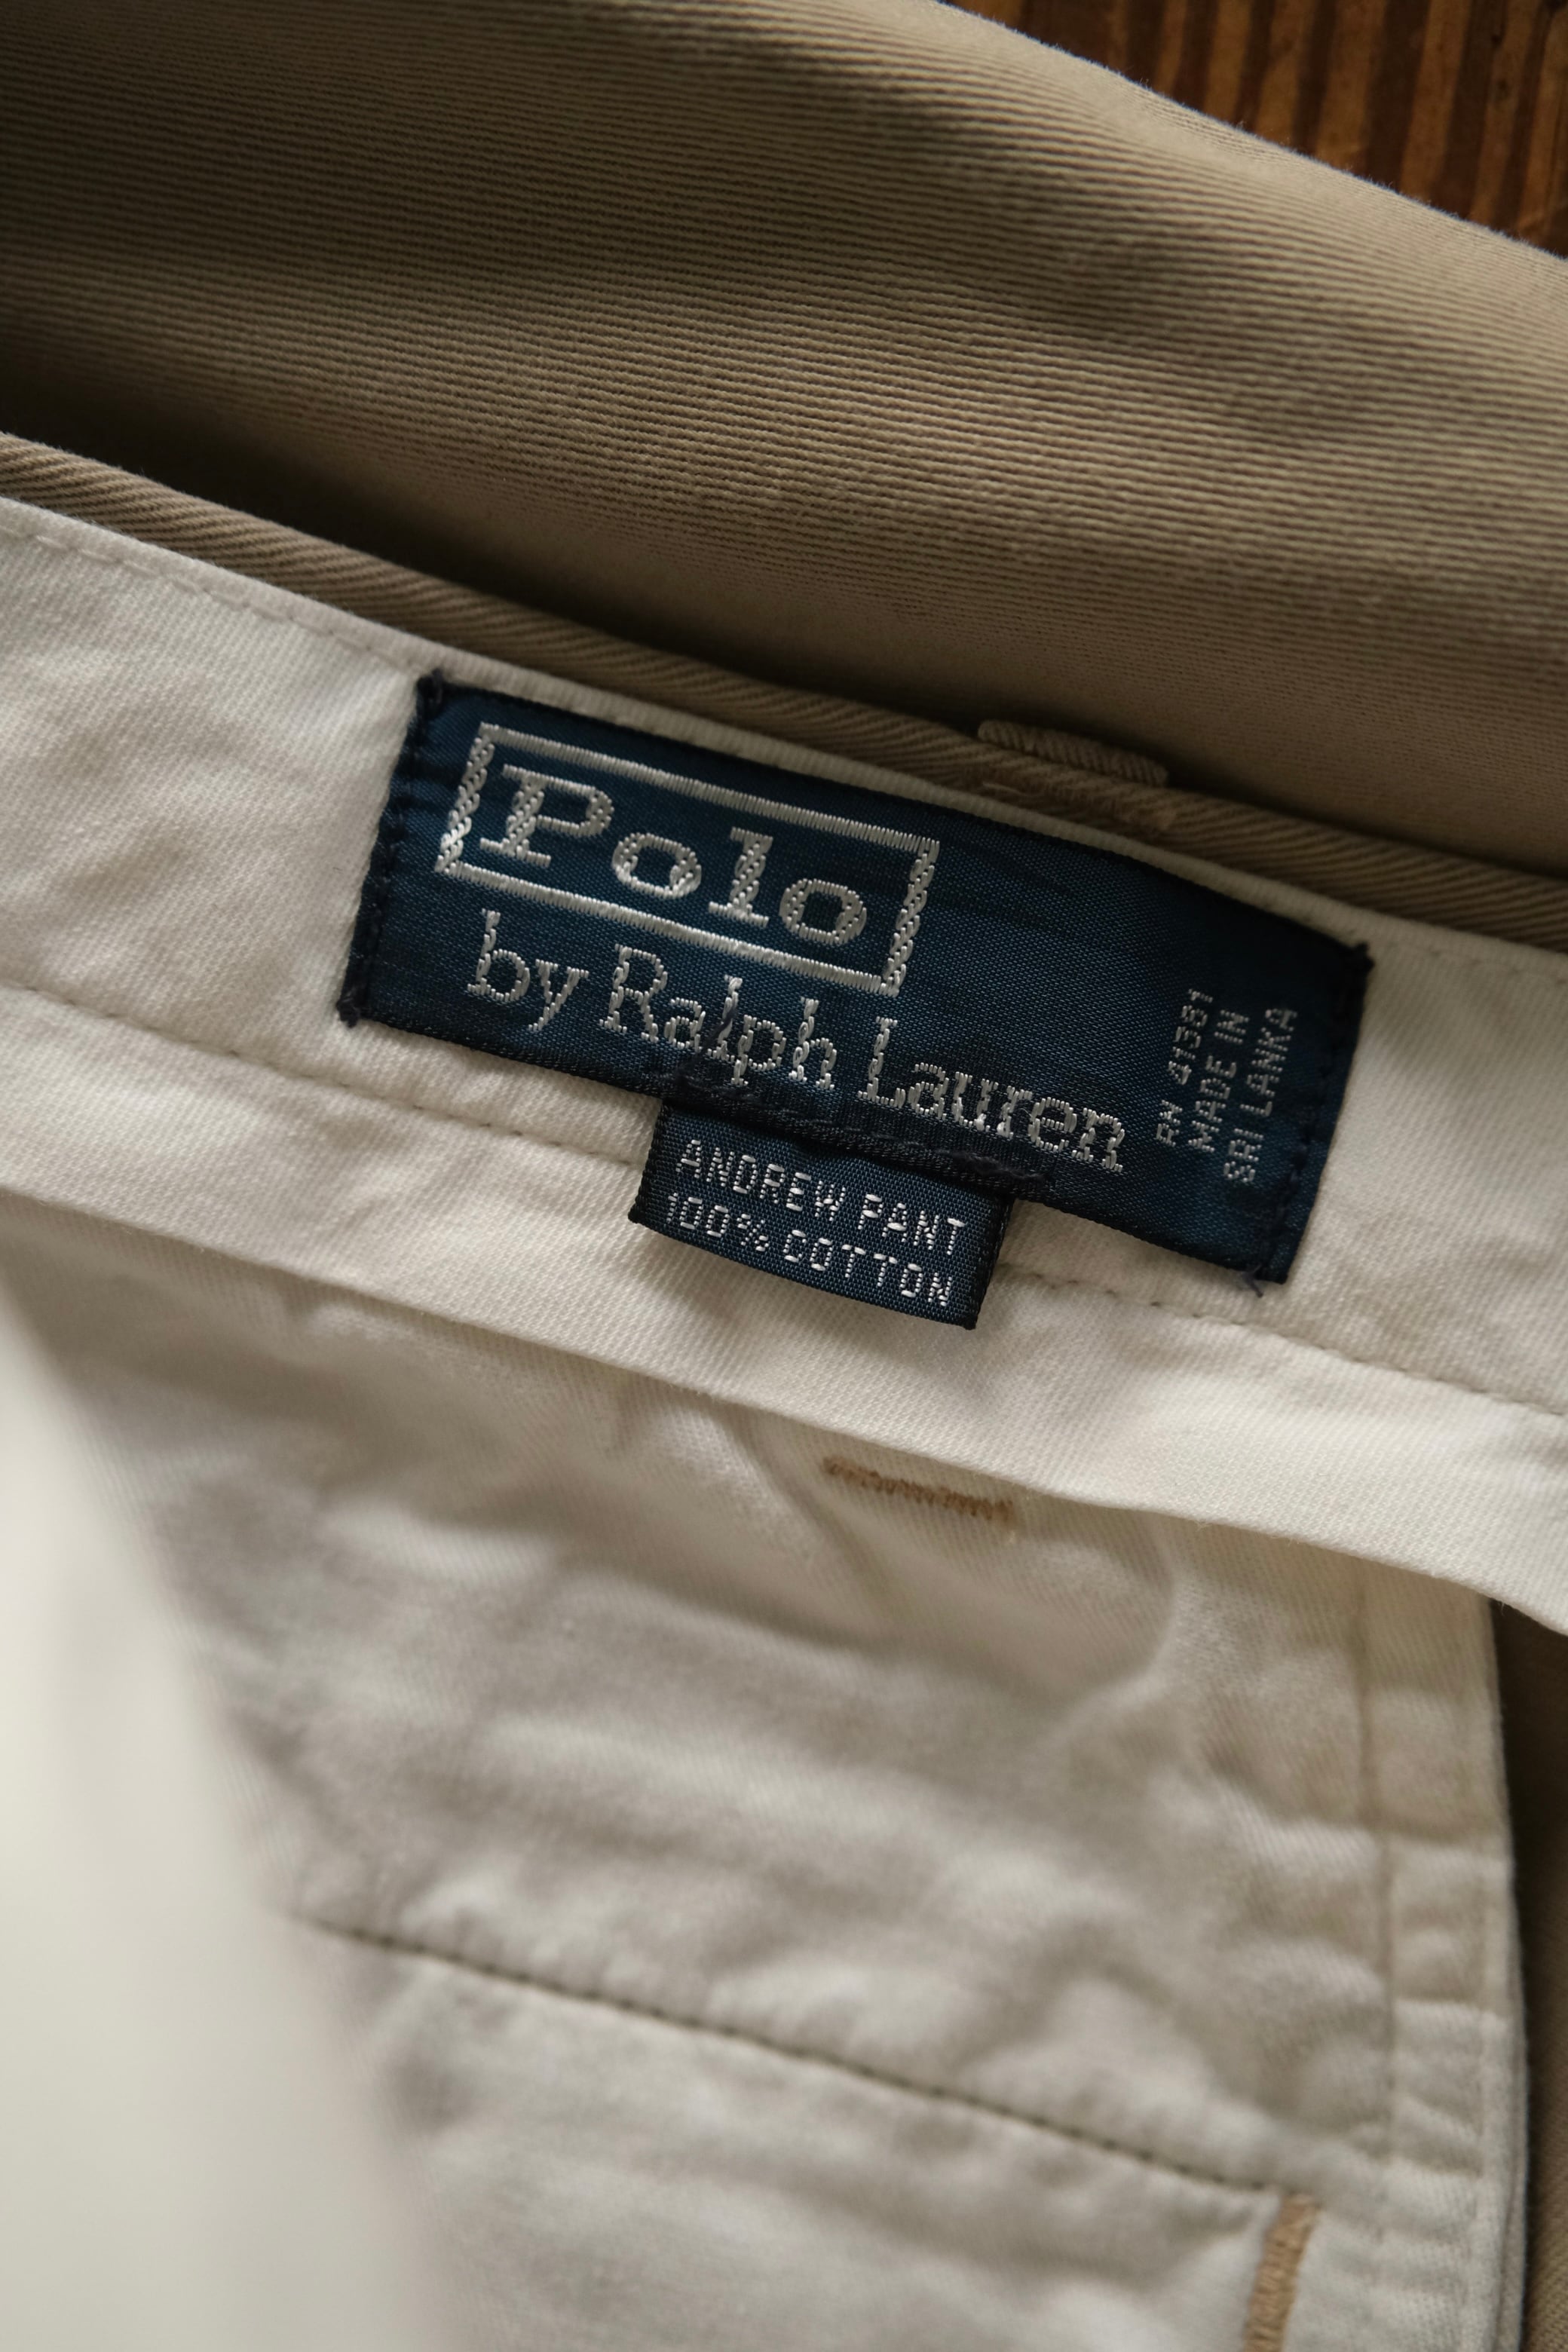 Polo
by Ralph Lauren
RN 41381
MADE IN
SRI LANKA
ANDREW PANT
100% COTTON